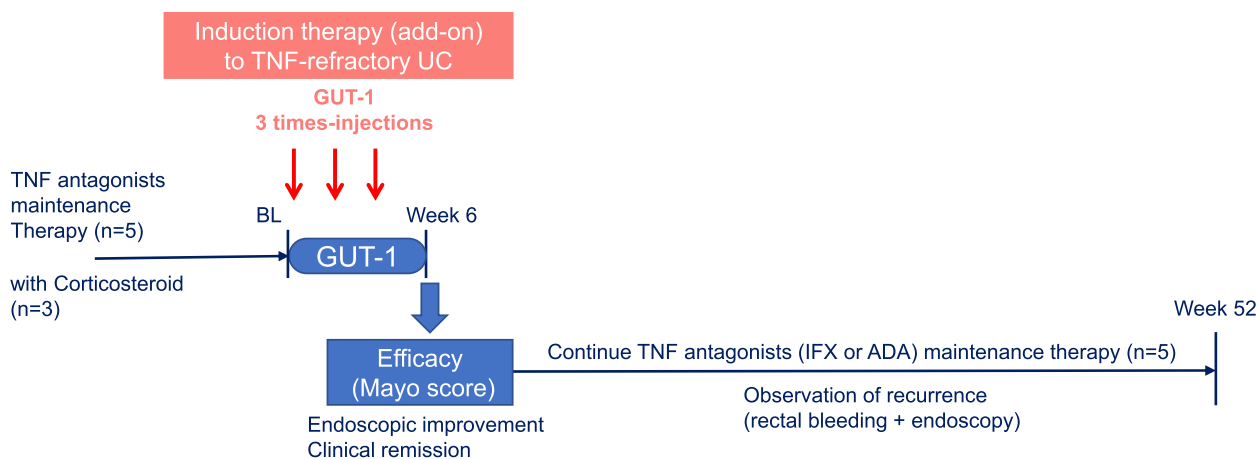 Induction therapy (add-on)
to TNF-refractory UC
GUT-1
3 times-injections
TNF antagonists
maintenance
Therapy (n=5)
with Corticosteroid
(n=3)
BL
Week 6
GUT-1
Efficacy
(Mayo score)
Endoscopic improvement
Clinical remission
Continue TNF antagonists (IFX or ADA) maintenance therapy (n=5)
Observation of recurrence
(rectal bleeding + endoscopy)
Week 52